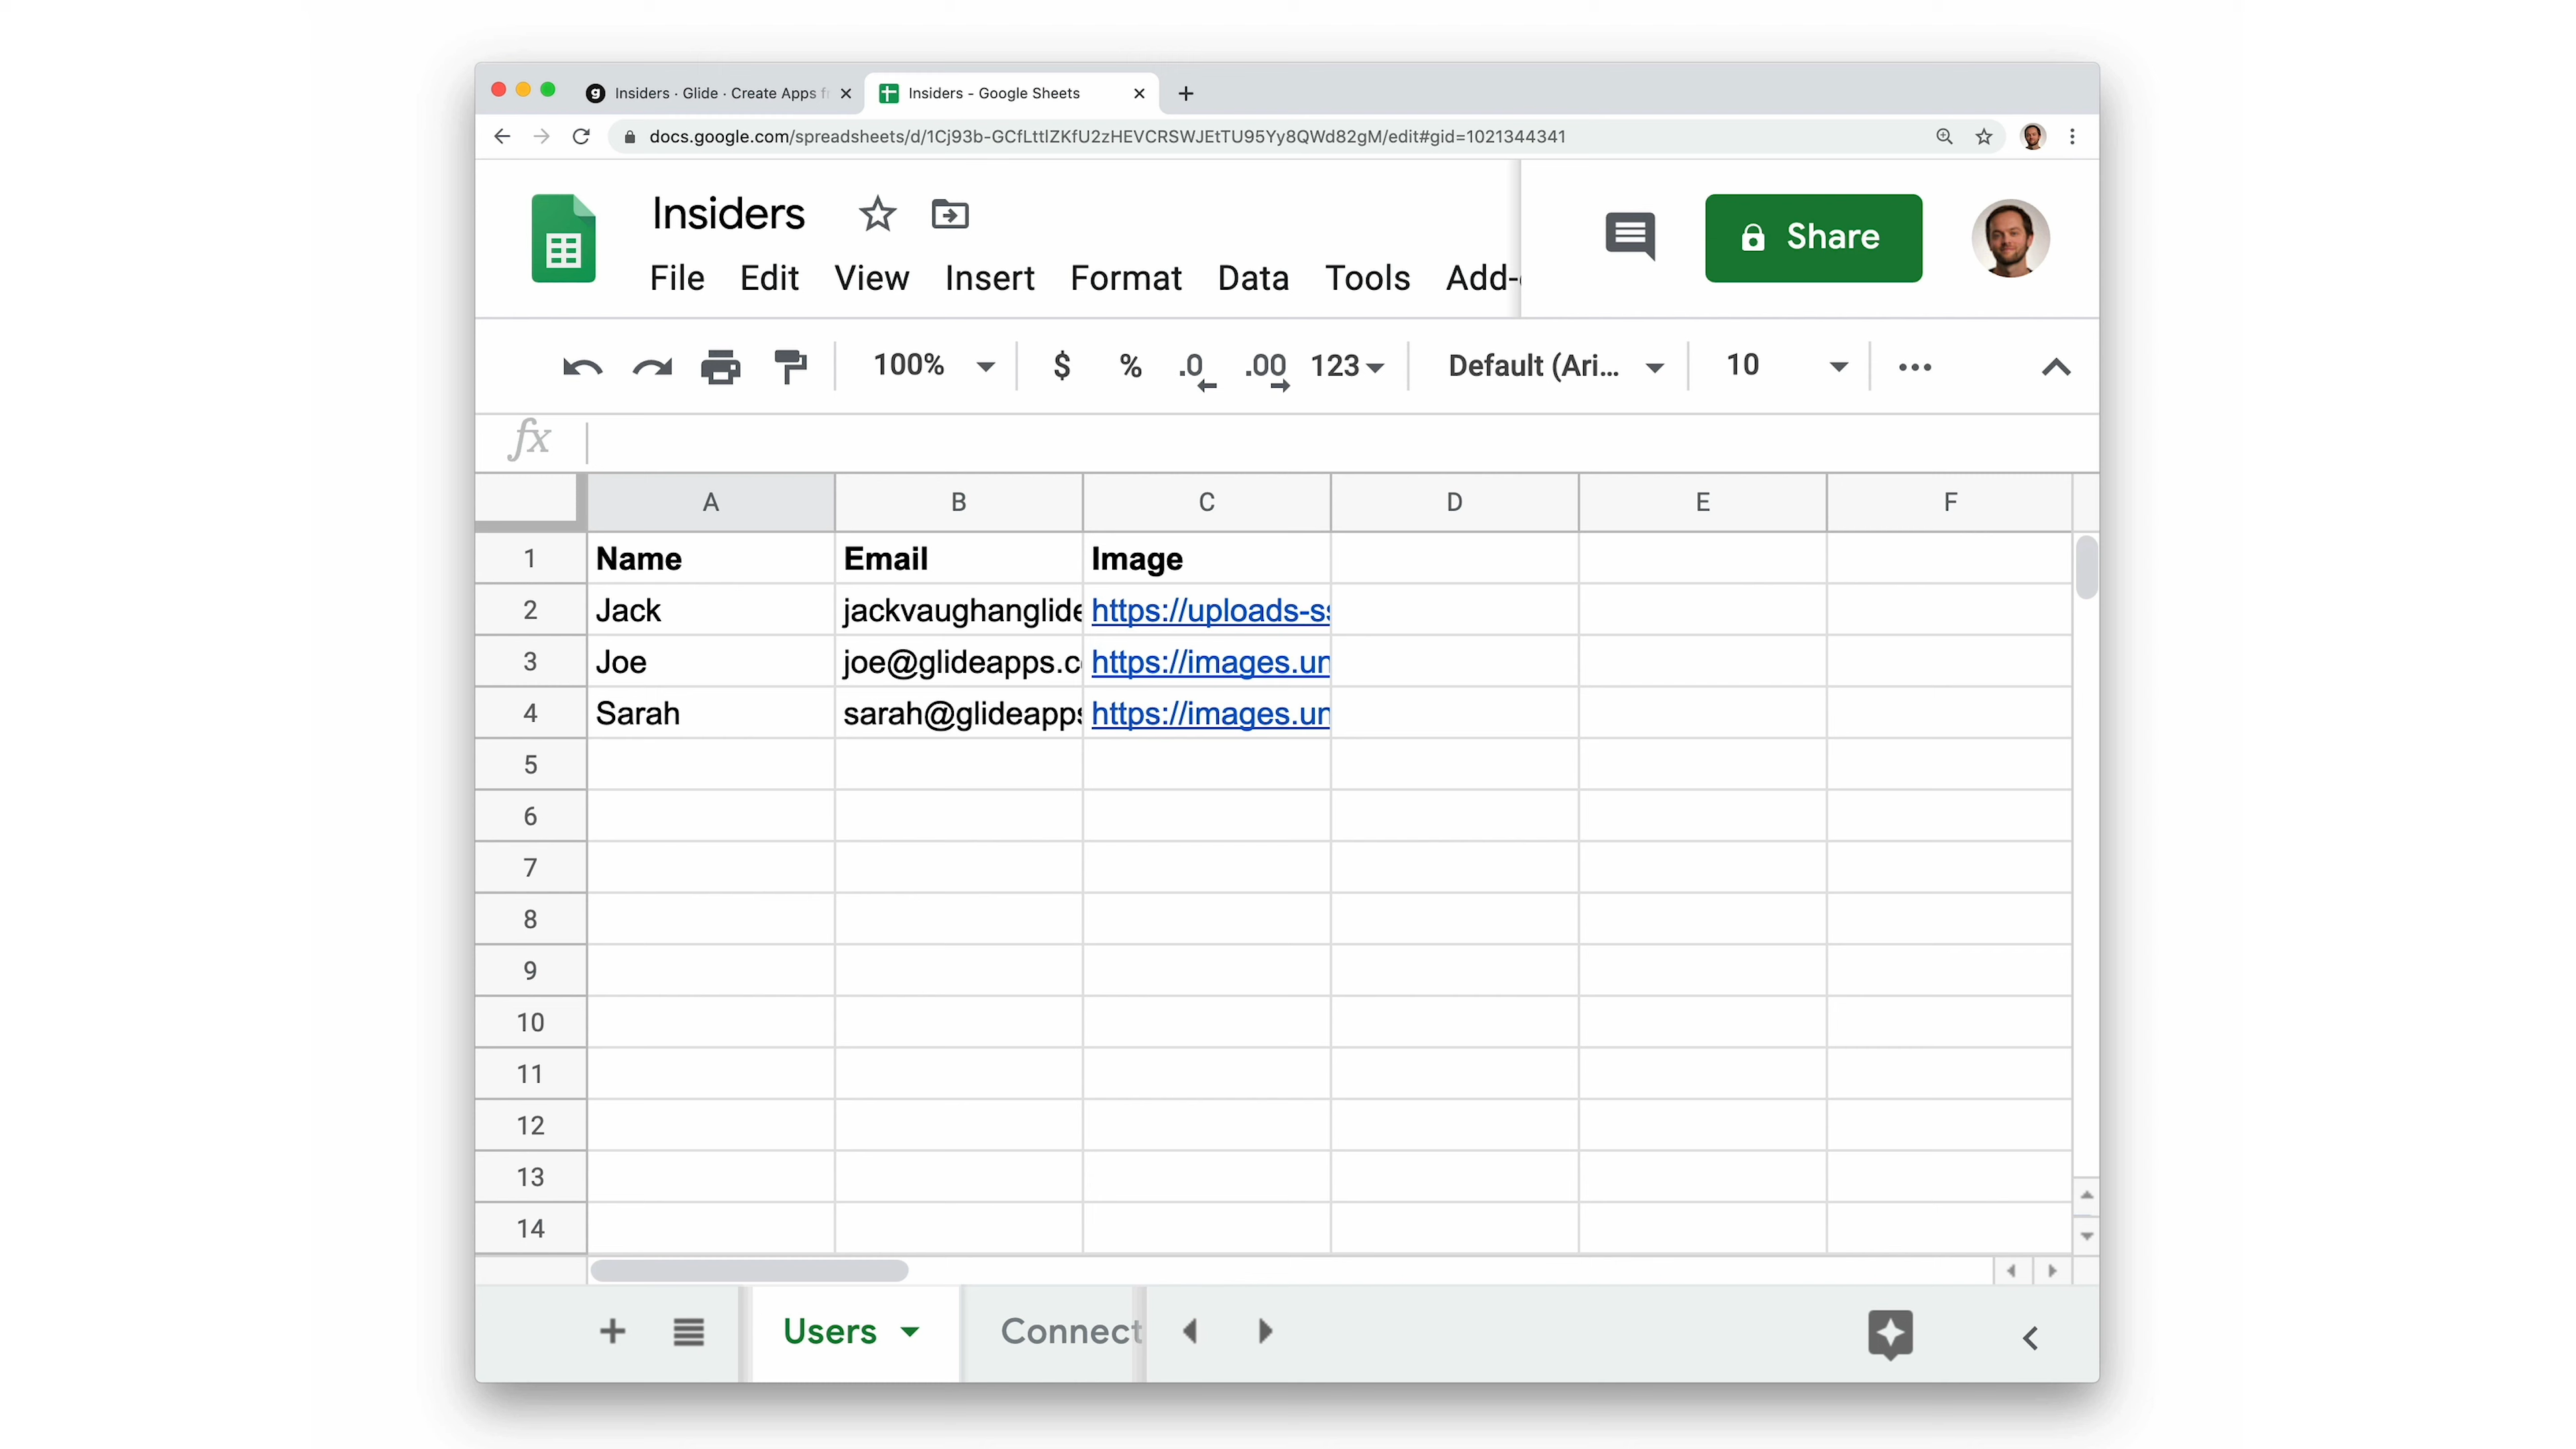 Insiders · Glide · Create Apps f
Insiders - Google Sheets
docs.google.com/spreadsheets/d/1Cj93b-GCfLttlZKfU2zHEVCRSWJEtTU95Yy8QWd82gM/edit#gid=1021344341
Insiders
File Edit View Insert Format Data Tools Add-
Share
100% $ % .0 .00 123 Default (Ari... 10
fx
A B C D E F
1 Name Email Image
2 Jack jackvaughanglide https://uploads-s
3 Joe joe@glideapps.c https://images.un
4 Sarah sarah@glideapps https://images.un
5
6
7
8
9
10
11
12
13
14
Users Connect